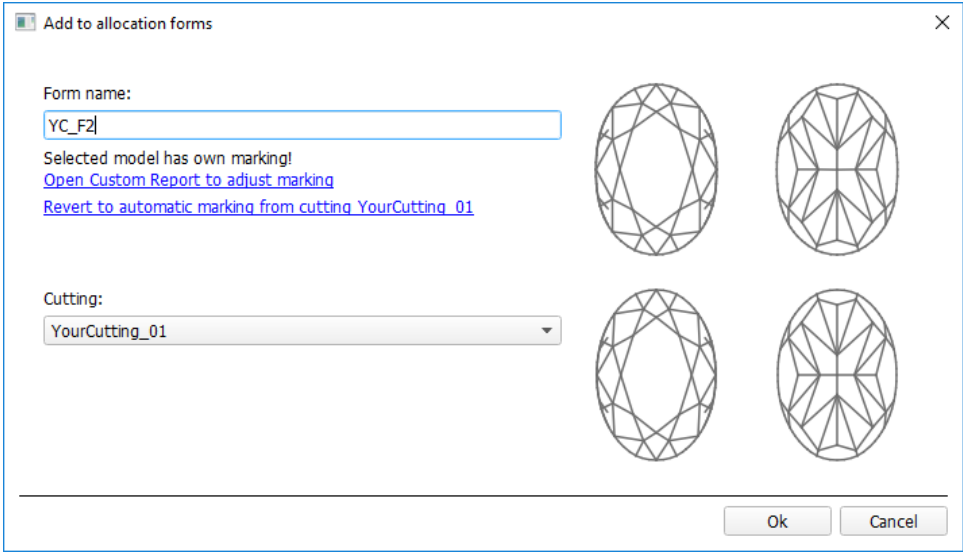 Add to allocation forms
Form name:
YC_F2
Selected model has own marking!
Open Custom Report to adjust marking
Revert to automatic marking from cutting YourCutting_01
Cutting:
YourCutting_01
Ok
Cancel